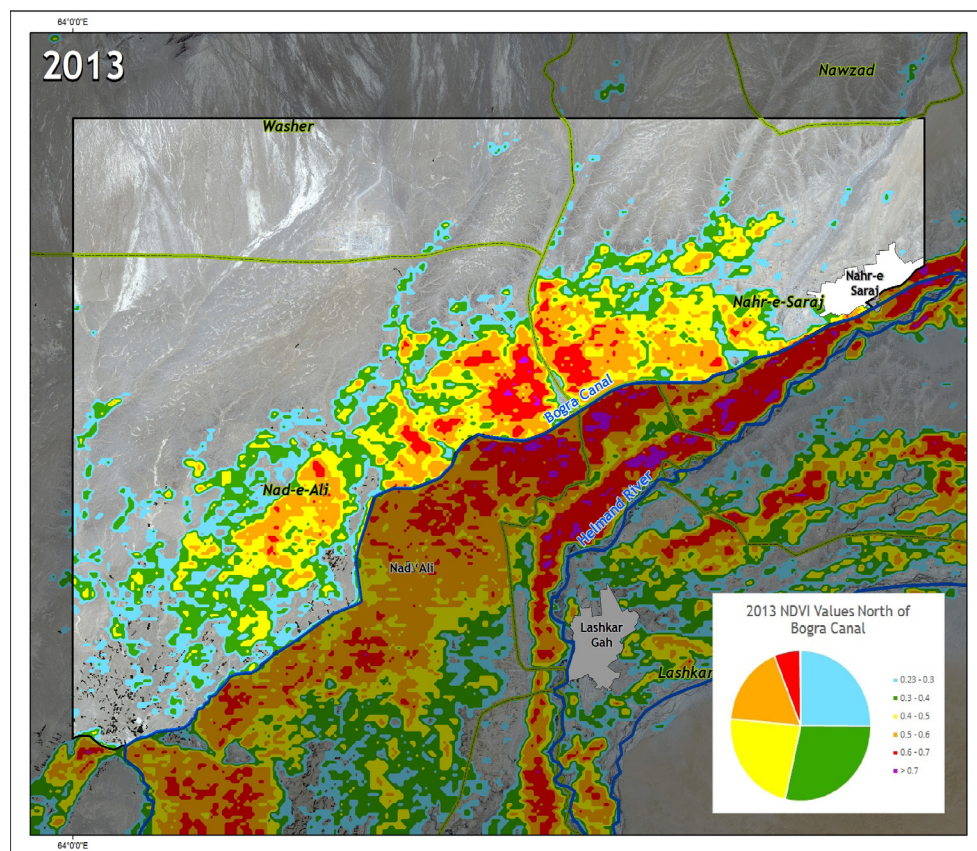 64°0'0"E
2013
Nawzad
Washer
Nahr-e
Saraj
Nahr-e-Saraj
Bogra Canal
Nad-e-Ali
Helmand River
Nad-'Ali
Lashkar
Gah
Lashkar
2013 NDVI Values North of
Bogra Canal
0.23 - 0.3
0.3 - 0.4
0.4 - 0.5
0.5 - 0.6
0.6 - 0.7
> 0.7
64°0'0"E